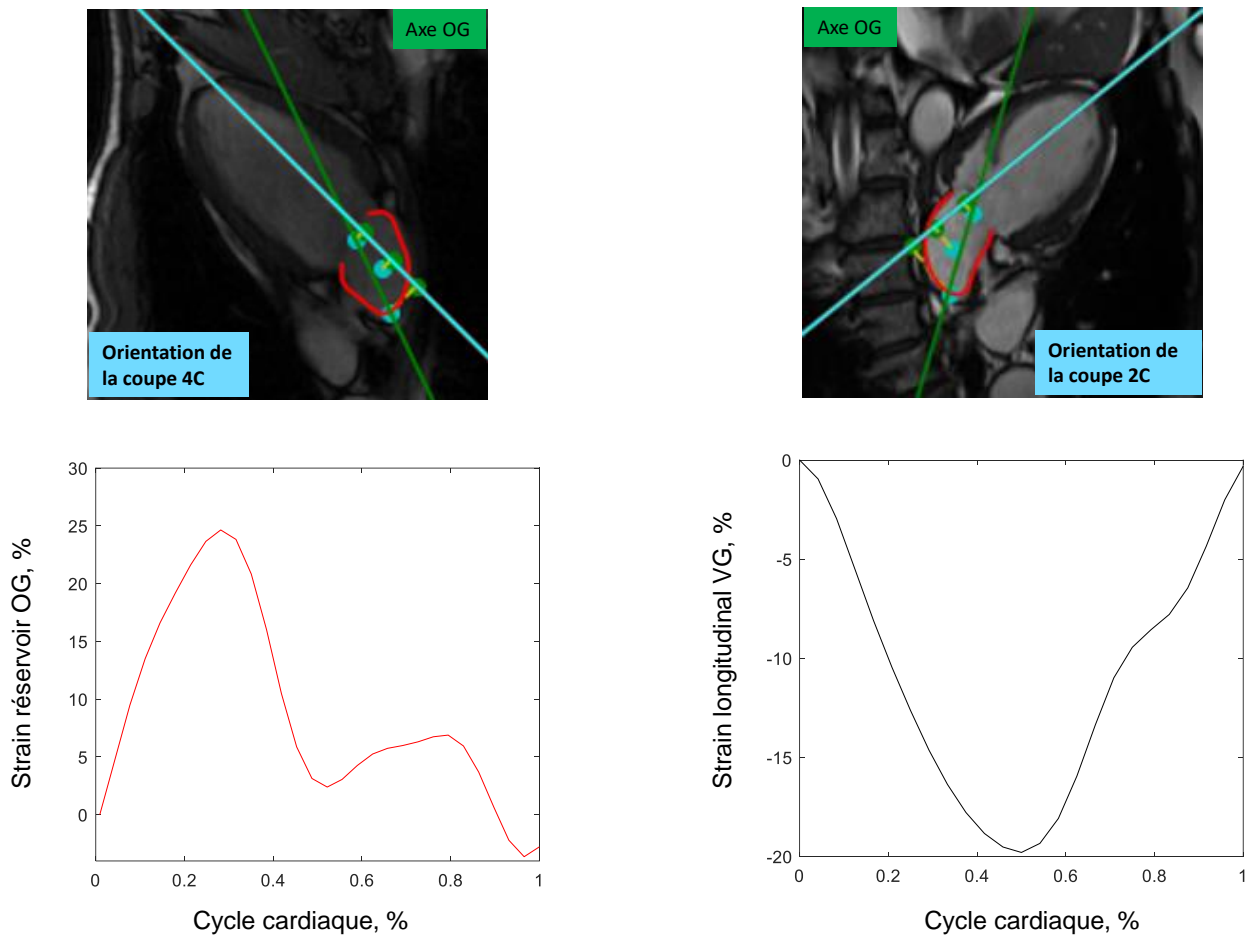 Axe OG
Axe OG
Orientation de
la coupe 4C
Orientation de
la coupe 2C
30
25
20
15
10
5
0
Strain réservoir OG, %
0
0.2
0.4
0.6
0.8
1
Cycle cardiaque, %
0
-5
-10
-15
-20
Strain longitudinal VG, %
0
0.2
0.4
0.6
0.8
1
Cycle cardiaque, %